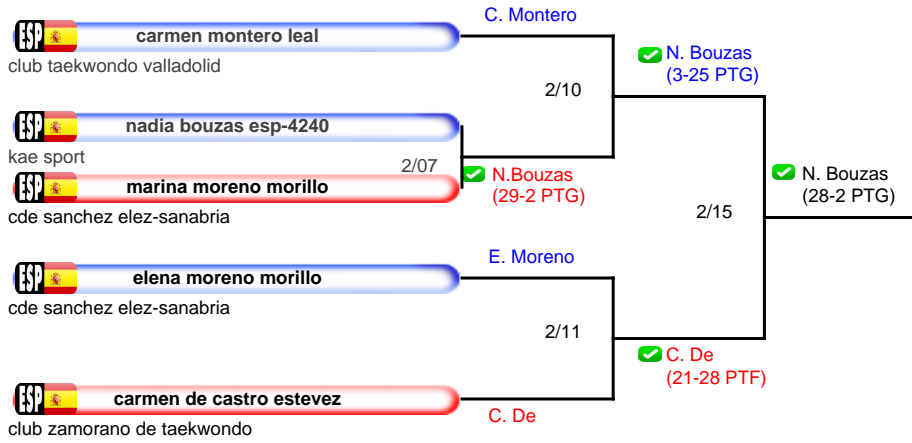 C. Montero
ESP carmen montero leal
club taekwondo valladolid
N. Bouzas
(3-25 PTG)
2/10
ESP nadia bouzas esp-4240
kae sport
2/07
N.Bouzas
(29-2 PTG)
N. Bouzas
(28-2 PTG)
ESP marina moreno morillo
cde sanchez elez-sanabria
2/15
E. Moreno
ESP elena moreno morillo
cde sanchez elez-sanabria
2/11
C. De
(21-28 PTF)
ESP carmen de castro estevez
C. De
club zamorano de taekwondo